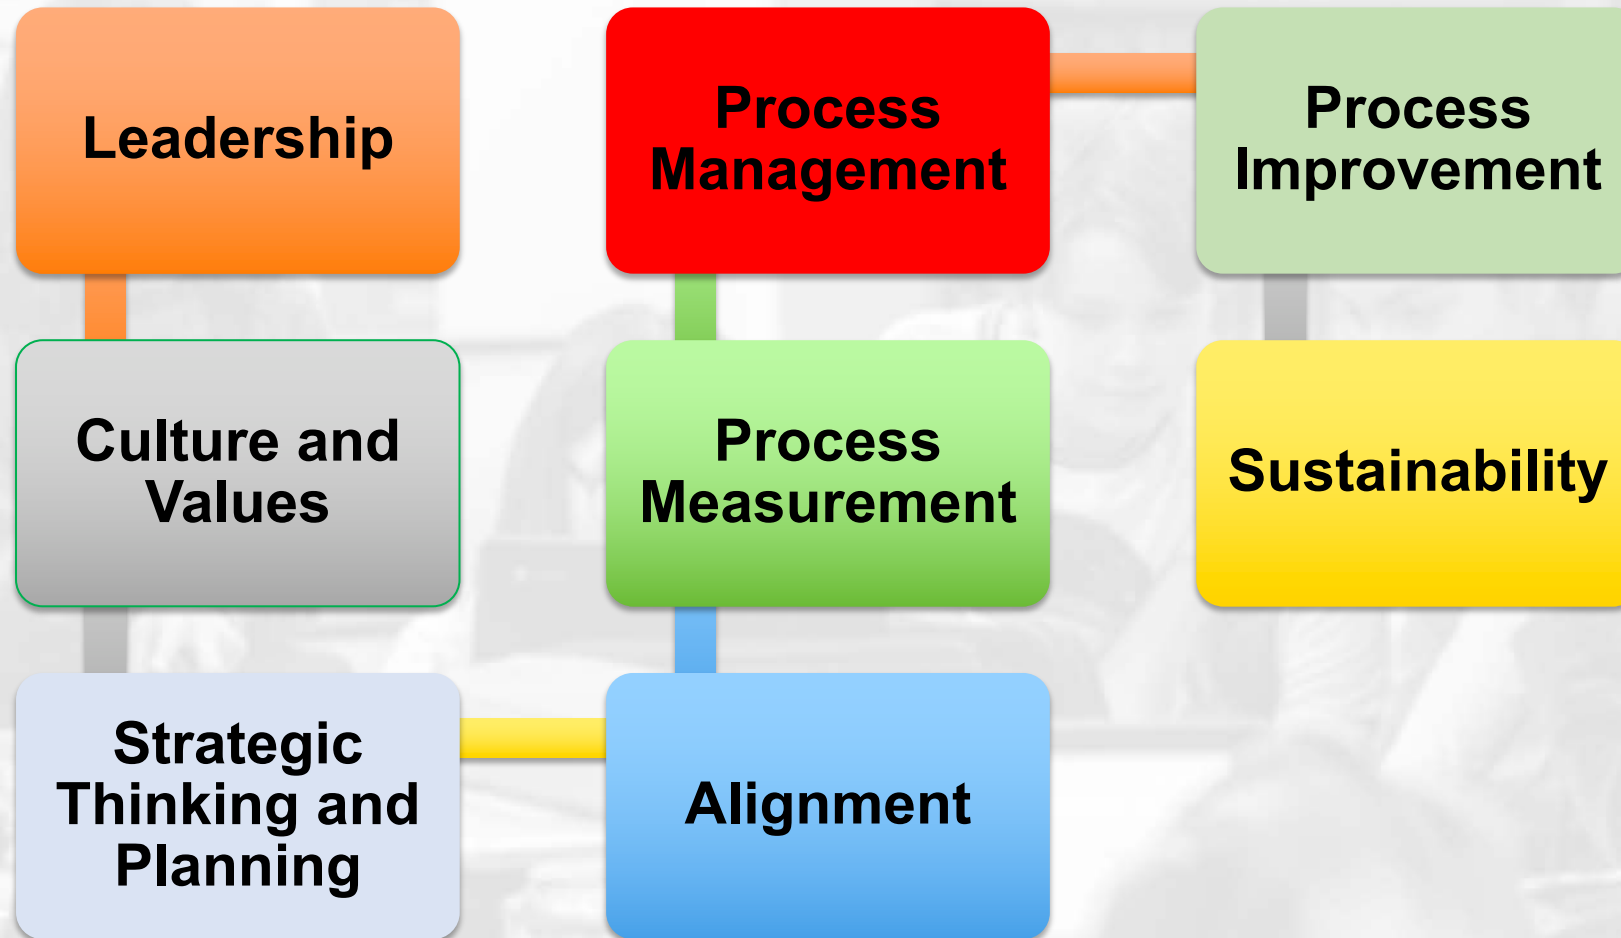 Leadership
Culture and
Values
Strategic
Thinking and
Planning
Alignment
Process
Measurement
Process
Management
Process
Improvement
Sustainability